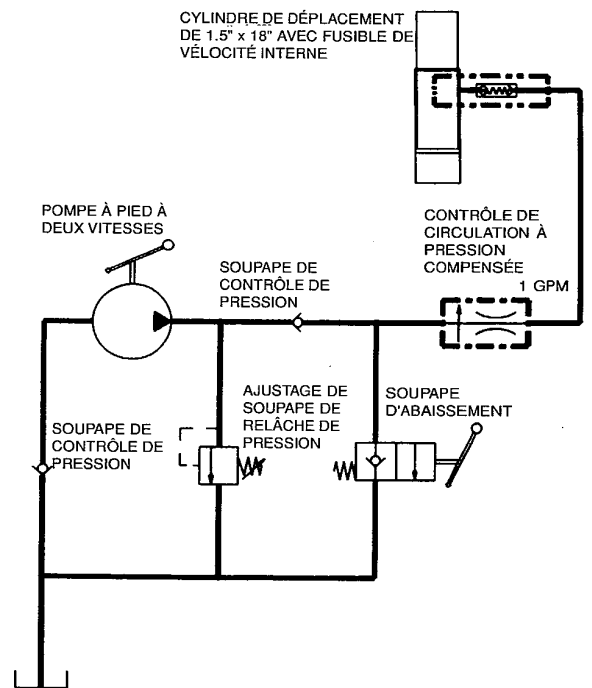 CYLINDRE DE DÉPLACEMENT
DE 1.5" x 18" AVEC FUSIBLE DE
VÉLOCITÉ INTERNE
POMPE À PIED À
DEUX VITESSES
CONTRÔLE DE
CIRCULATION À
PRESSION
COMPENSÉE
1 GPM
SOUPAPE DE
CONTRÔLE DE
PRESSION
AJUSTAGE DE
SOUPAPE DE
RELÂCHE DE
PRESSION
SOUPAPE
D'ABAISSEMENT
SOUPAPE DE
CONTRÔLE DE
PRESSION